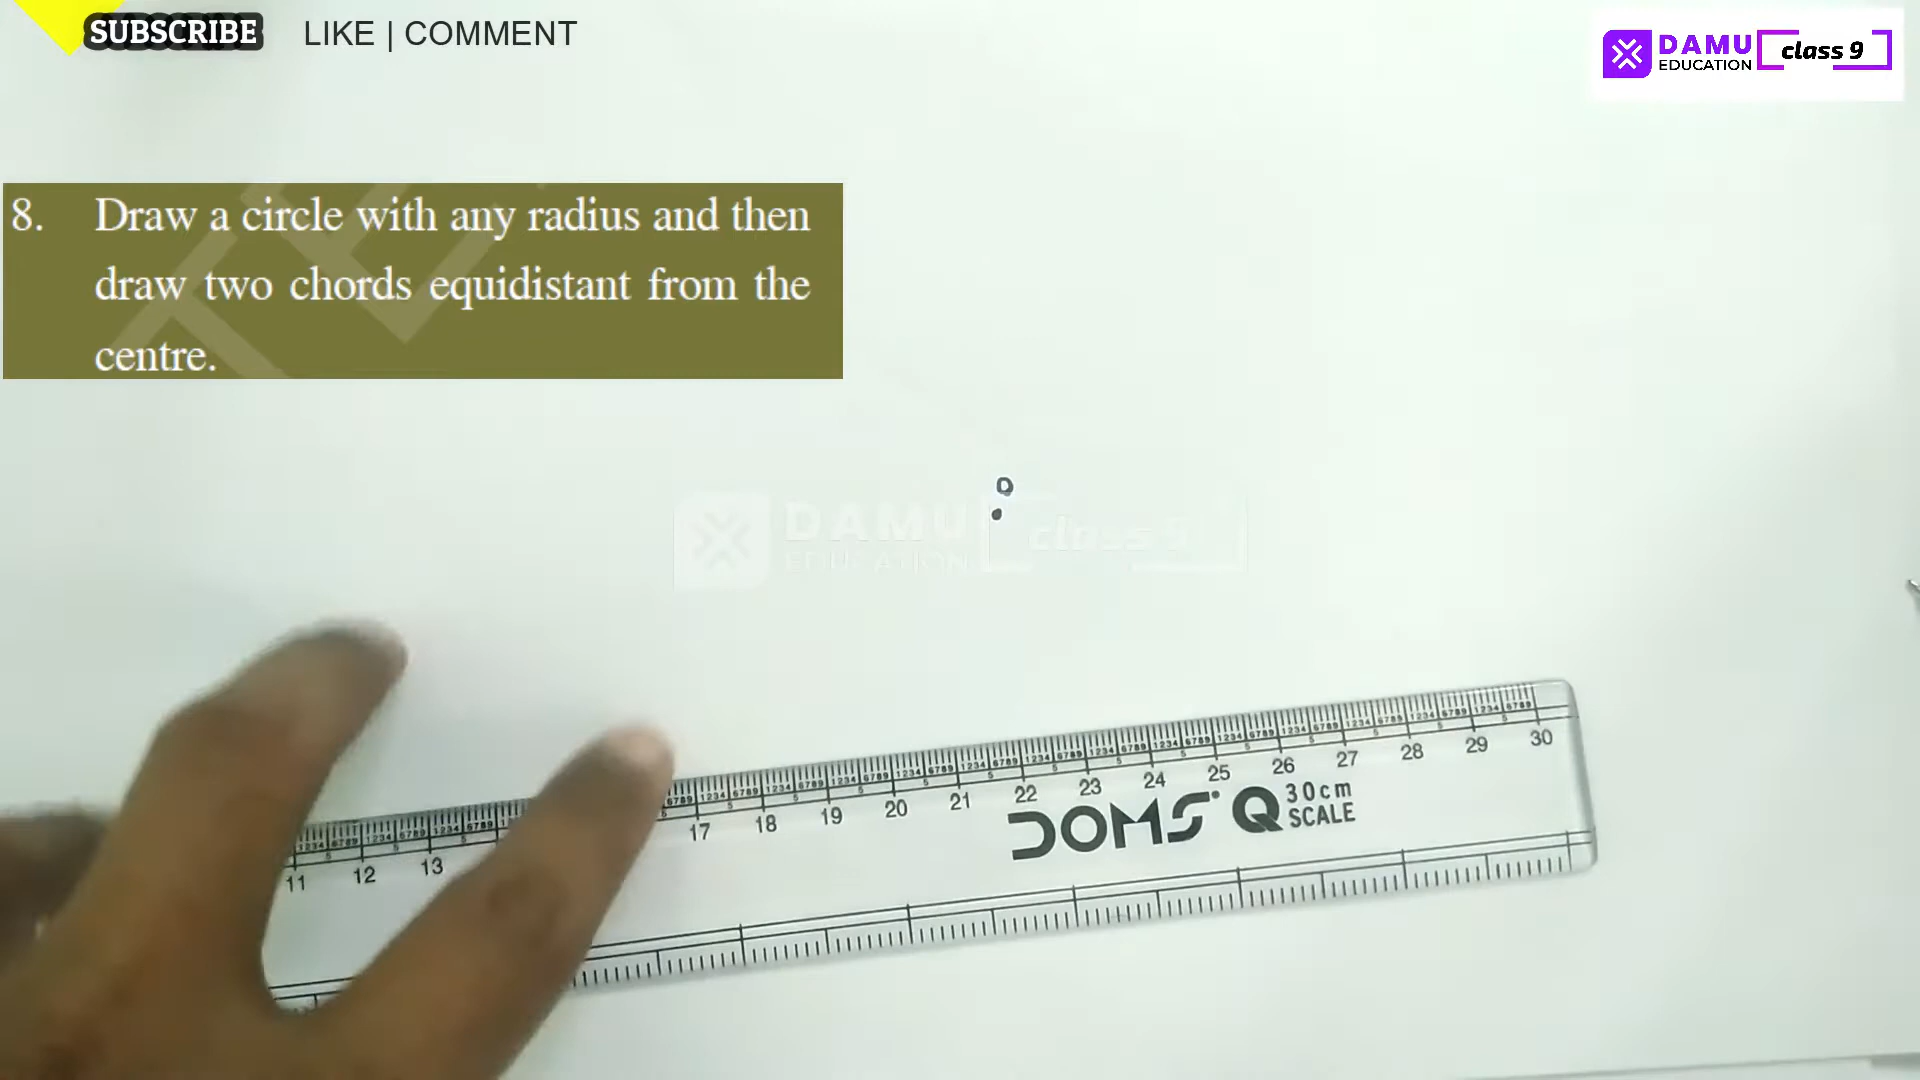 SUBSCRIBE LIKE | COMMENT
DAMU
EDUCATION
class 9
8. Draw a circle with any radius and then
draw two chords equidistant from the
centre.
O
DAMU
EDUCATION
11 12 13 17 18 19 20 21 22 23 24 25 26 27 28 29 30
DOMS Q 30cm
SCALE